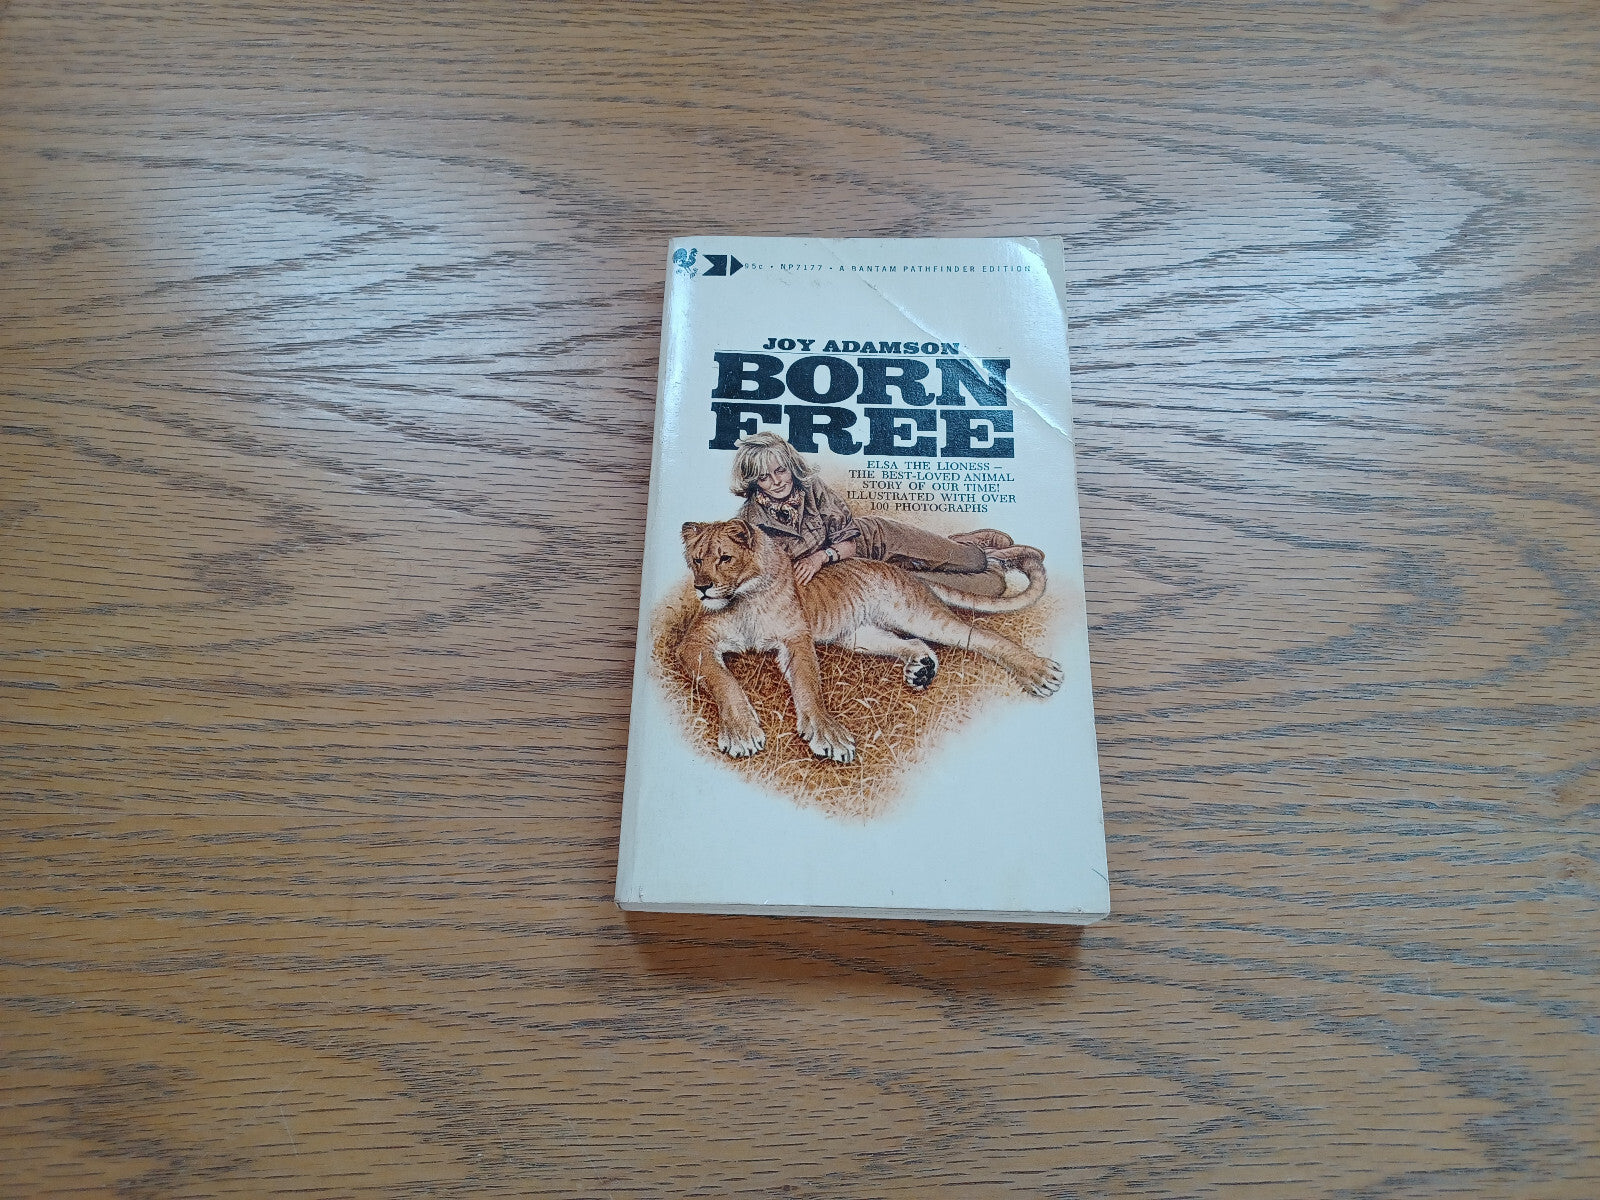 95c • NP7177 • A BANTAM PATHFINDER EDITION
JOY ADAMSON
BORN
FREE
ELSA THE LIONESS –
THE BEST-LOVED ANIMAL
STORY OF OUR TIME!
ILLUSTRATED WITH OVER
100 PHOTOGRAPHS